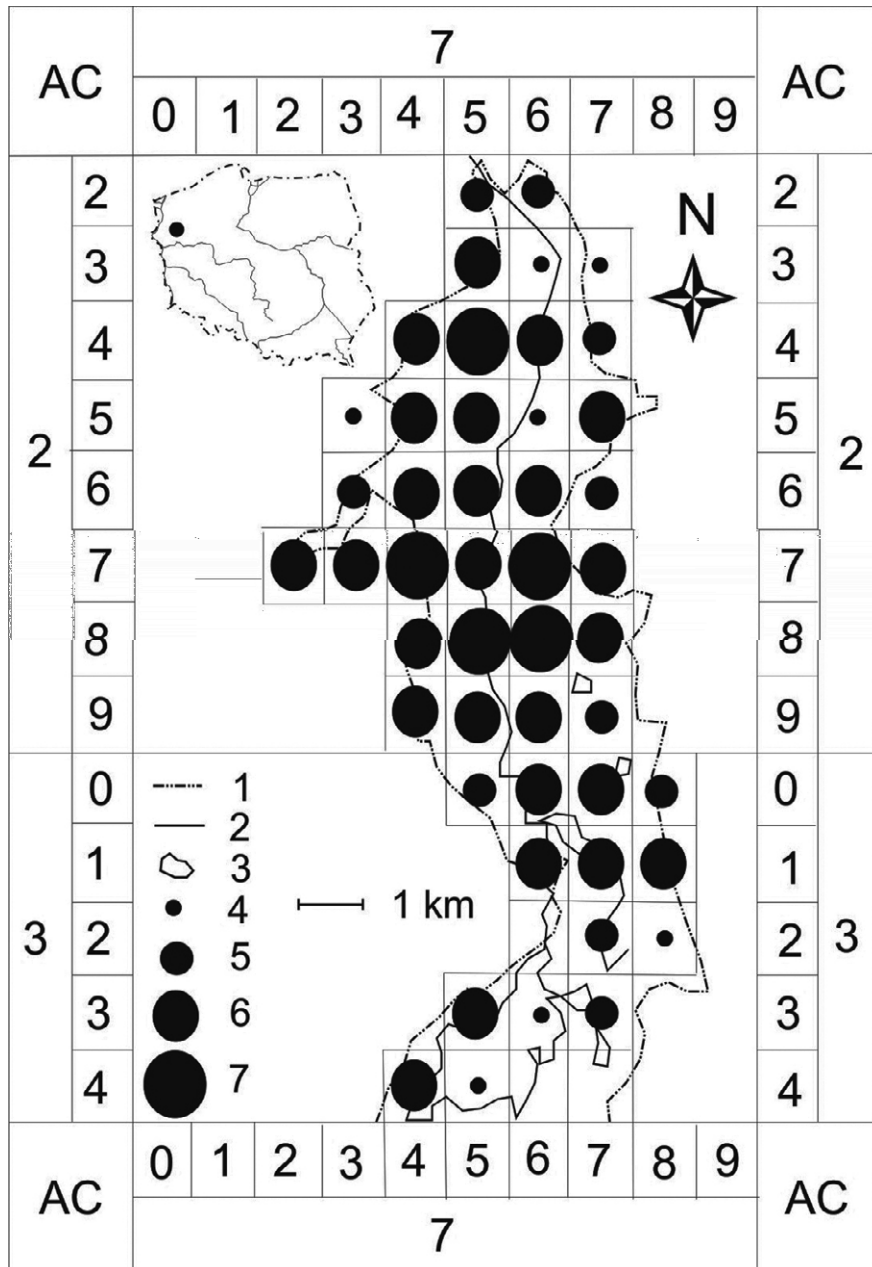 AC 7 AC
0 1 2 3 4 5 6 7 8 9
2 2
N
3 3
4 4
2 5 5 2
6 6
7 7
8 8
9 9
0 1 0
2
1 3 1
4 1 km
3 2 5 2 3
3 6 3
4 7 4
AC 0 1 2 3 4 5 6 7 8 9 AC
7